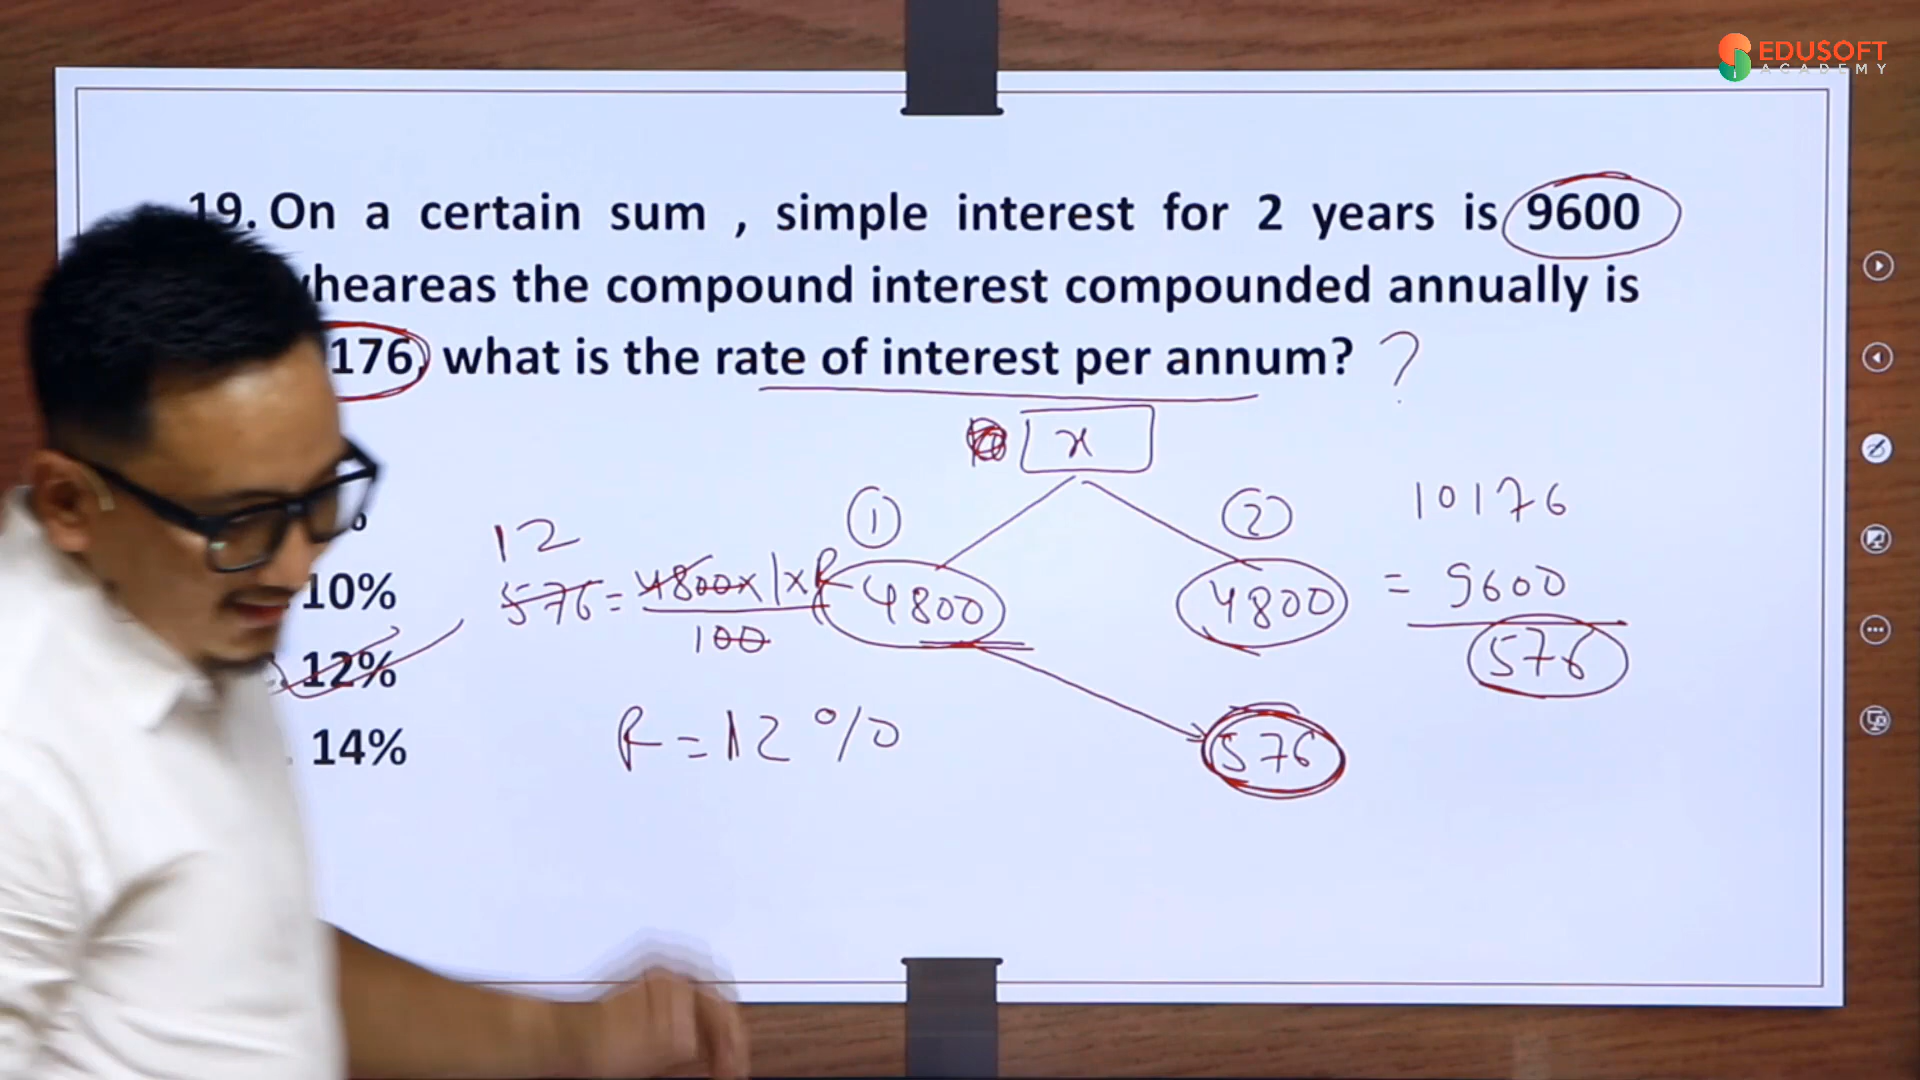 EDUSOFT
ACADEMY
19. On a certain sum , simple interest for 2 years is 9600
heareas the compound interest compounded annually is
176, what is the rate of interest per annum? ?
x
① ②
10176
12
576 = 4800x1xR
100
4800
4800
= 9600
576
10%
12%
14%
R = 12%
576